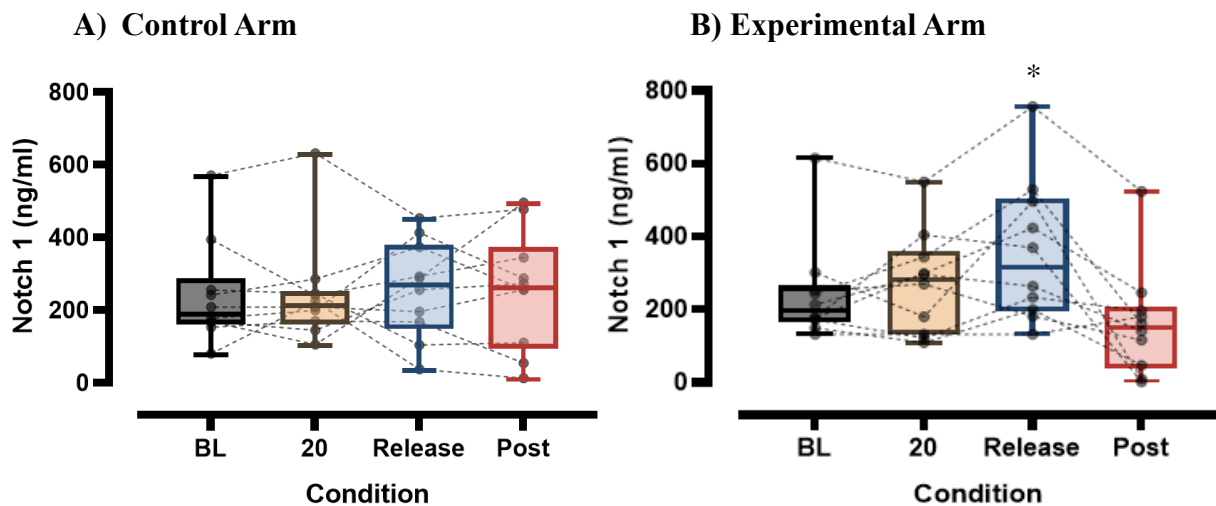 A) Control Arm
Notch 1 (ng/ml)
800
600
400
200
0
BL 20 Release Post
Condition
B) Experimental Arm
*
Notch 1 (ng/ml)
800
600
400
200
0
BL 20 Release Post
Condition